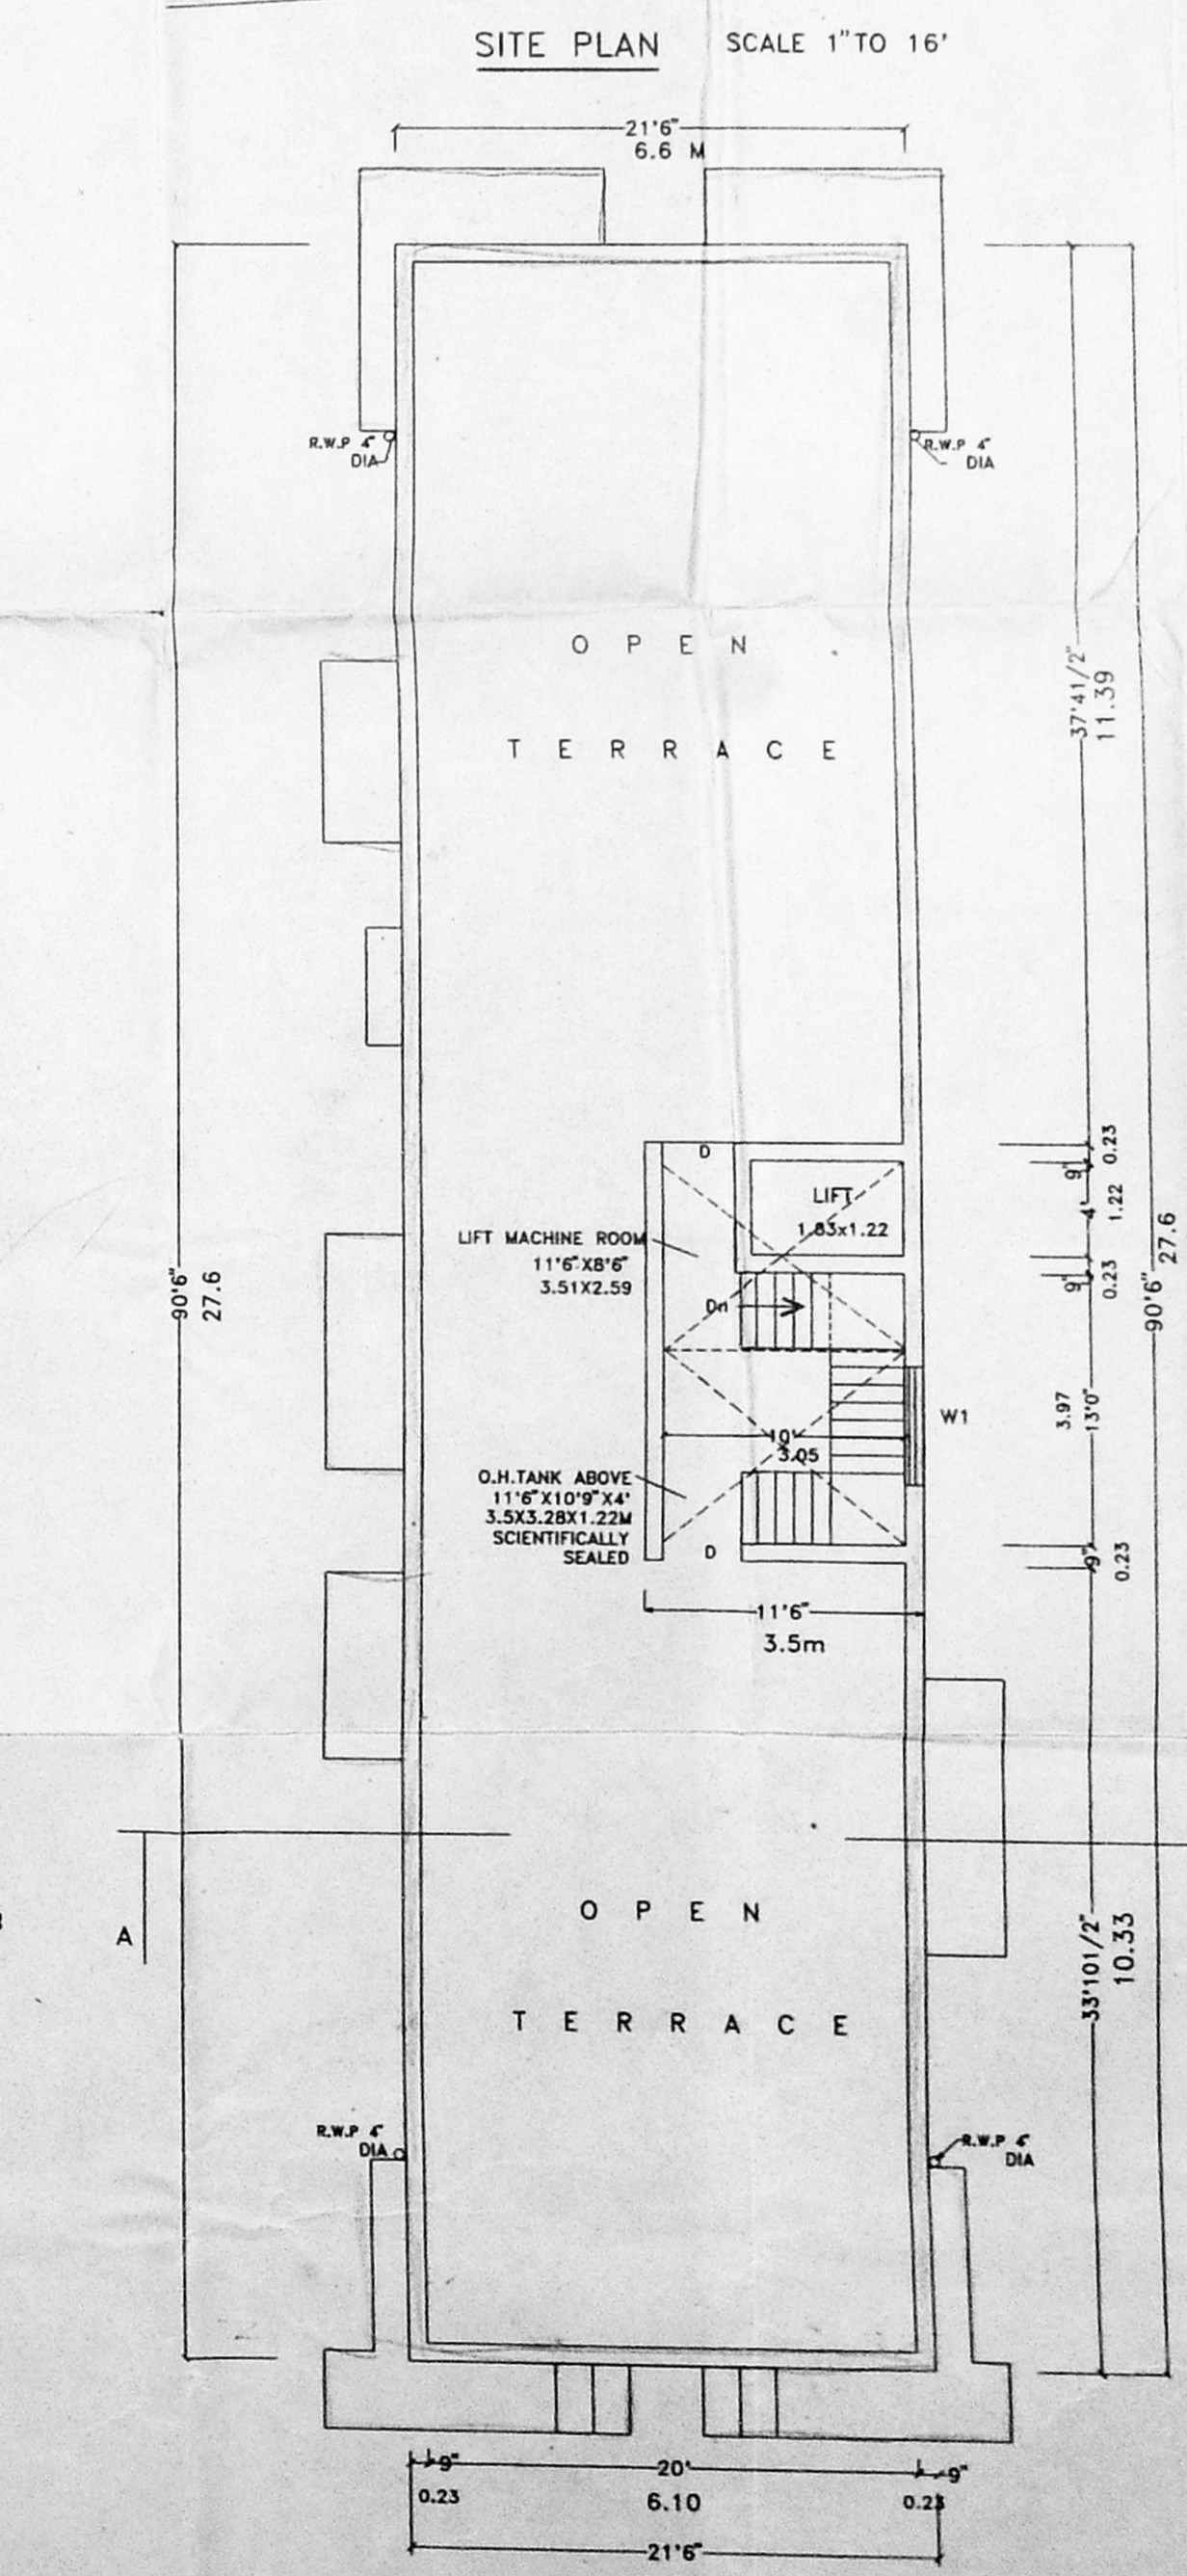 SITE PLAN SCALE 1" TO 16'
21'6"
6.6 M
R.W.P 4"
DIA
R.W.P 4"
DIA
OPEN
TERRACE
37'41/2"
11.39
D
0.23
9"
LIFT
1.83x1.22
4'
1.22
LIFT MACHINE ROOM
11'6"X8'6"
3.51X2.59
9"
0.23
Dn
90'6"
27.6
90'6"
27.6
W1
3.97
13'0"
10'
3.05
O.H.TANK ABOVE
11'6"X10'9"X4'
3.5X3.28X1.22M
SCIENTIFICALLY
SEALED
D
9"
0.23
11'6"
3.5m
A
OPEN
TERRACE
33'101/2"
10.33
R.W.P 4"
DIA
R.W.P 4"
DIA
9" 20' 9"
0.23 6.10 0.23
21'6"